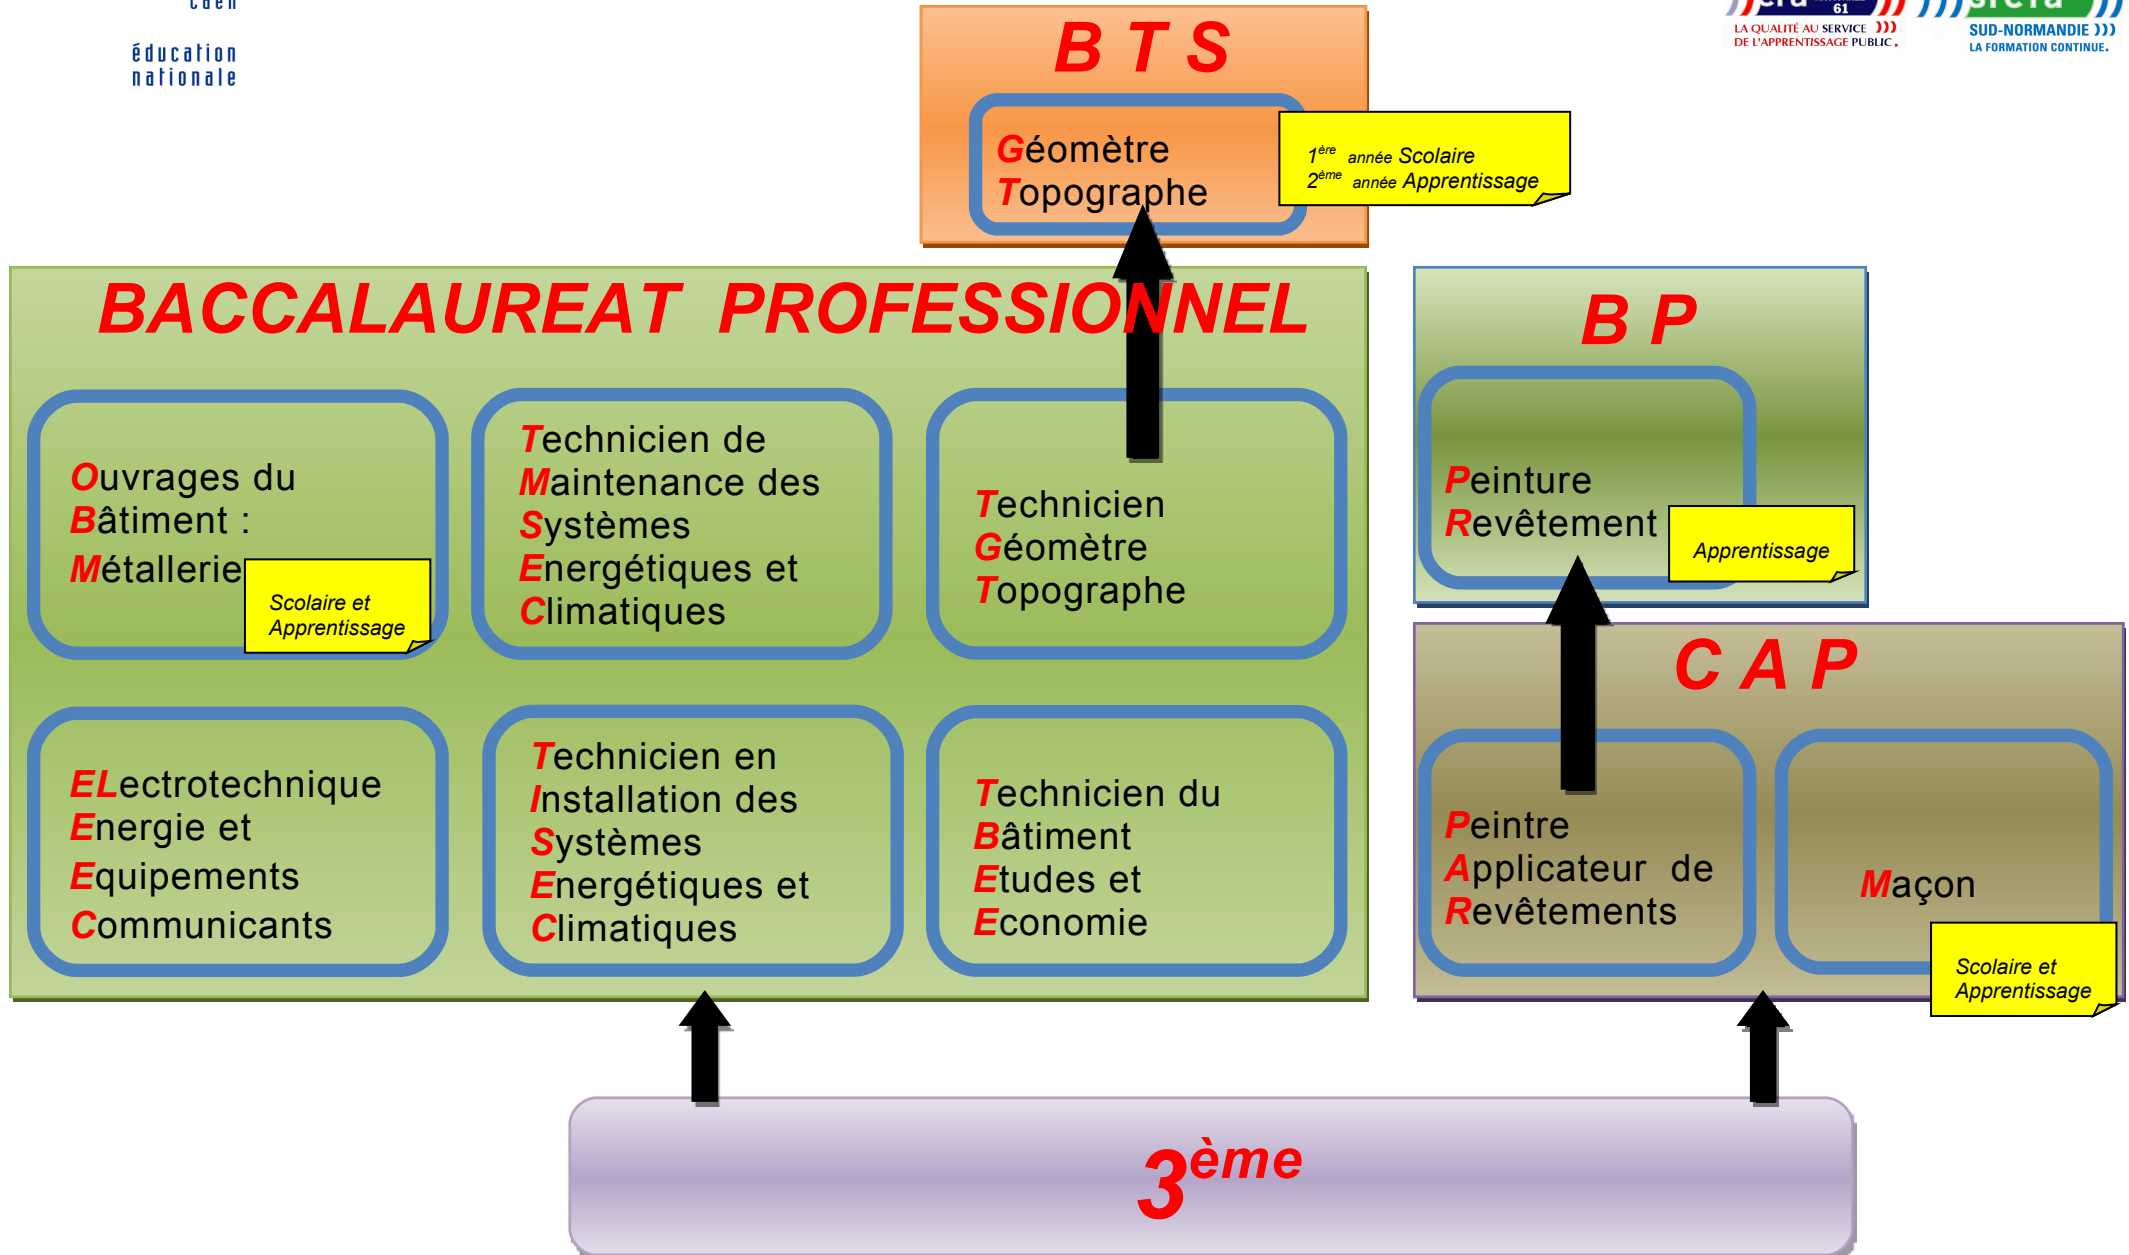 éducation
nationale
61
LA QUALITÉ AU SERVICE )))
DE L'APPRENTISSAGE PUBLIC.
SUD-NORMANDIE )))
LA FORMATION CONTINUE.
B T S
Géomètre
Topographe
1ère année Scolaire
2ème année Apprentissage
BACCALAUREAT PROFESSIONNEL
Ouvrages du
Bâtiment :
Métallerie
Scolaire et
Apprentissage
Technicien de
Maintenance des
Systèmes
Energétiques et
Climatiques
Technicien
Géomètre
Topographe
ELectrotechnique
Energie et
Equipements
Communicants
Technicien en
Installation des
Systèmes
Energétiques et
Climatiques
Technicien du
Bâtiment
Etudes et
Economie
B P
Peinture
Revêtement
Apprentissage
C A P
Peintre
Applicateur de
Revêtements
Maçon
Scolaire et
Apprentissage
3ème